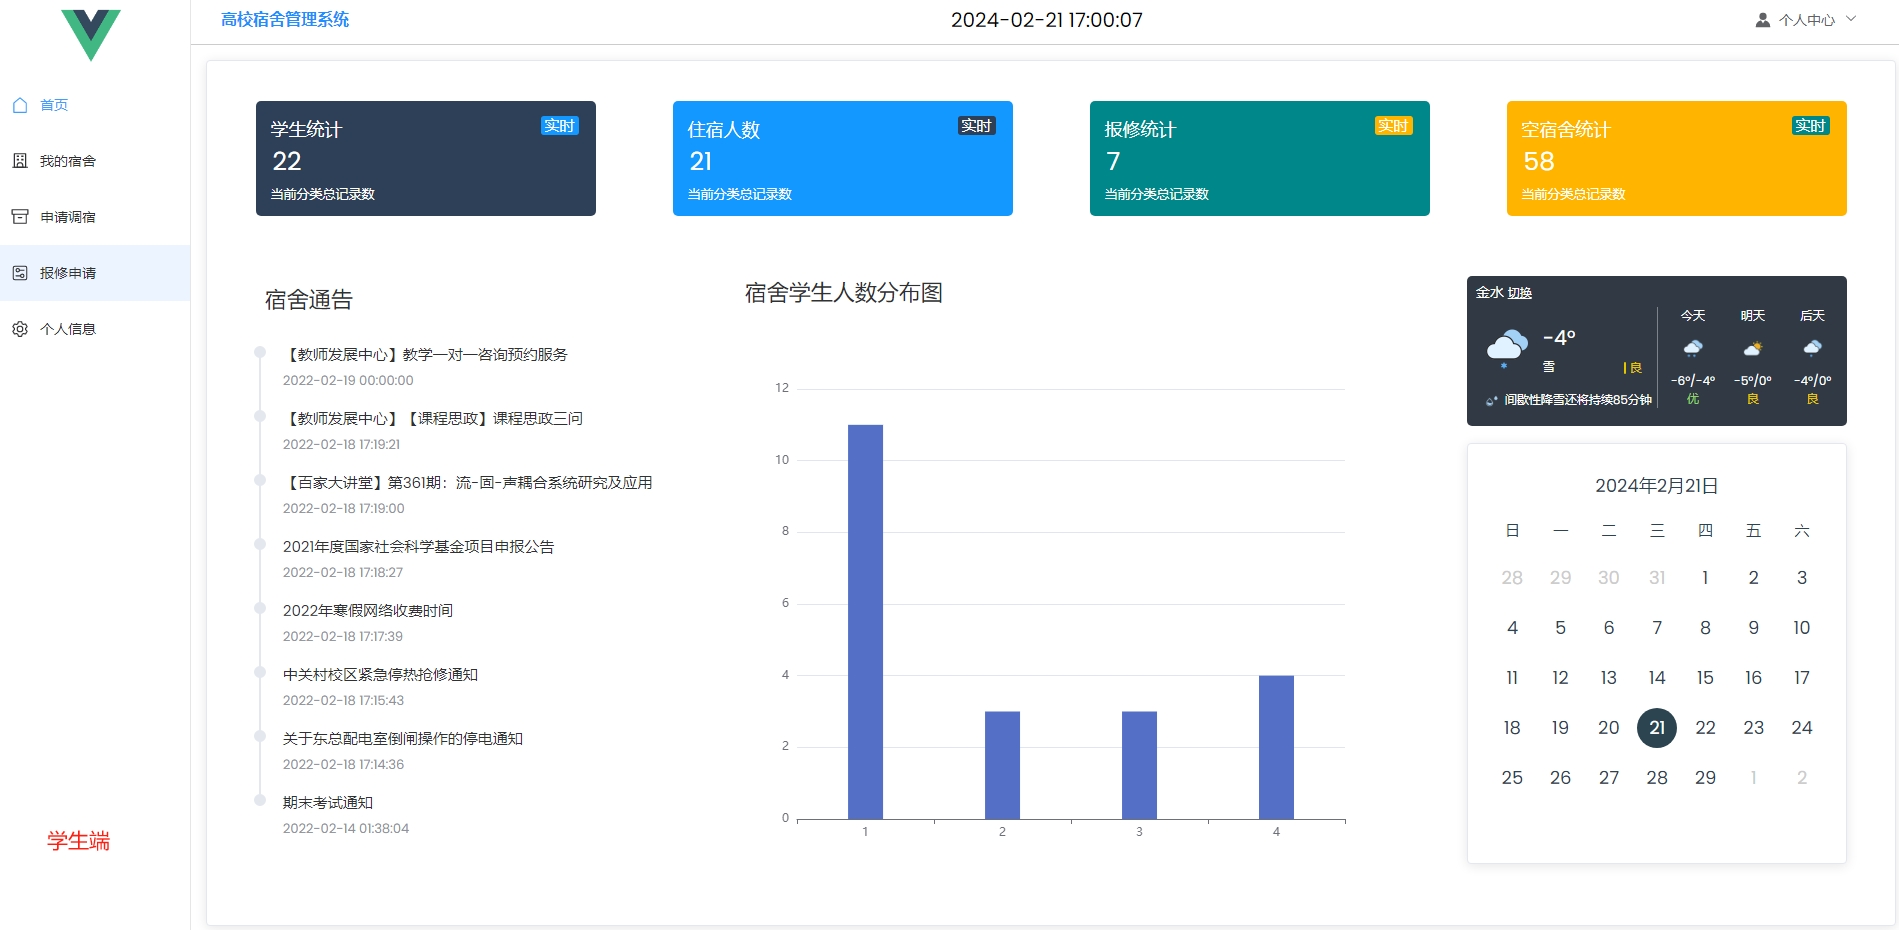 高校宿舍管理系统
2024-02-21 17:00:07
个人中心
首页
我的宿舍
申请调宿
报修申请
个人信息
学生端
学生统计
实时
22
当前分类总记录数
住宿人数
实时
21
当前分类总记录数
报修统计
实时
7
当前分类总记录数
空宿舍统计
实时
58
当前分类总记录数
宿舍通告
【教师发展中心】教学一对一咨询预约服务
2022-02-19 00:00:00
【教师发展中心】【课程思政】课程思政三问
2022-02-18 17:19:21
【百家大讲堂】第361期：流-固-声耦合系统研究及应用
2022-02-18 17:19:00
2021年度国家社会科学基金项目申报公告
2022-02-18 17:18:27
2022年寒假网络收费时间
2022-02-18 17:17:39
中关村校区紧急停热抢修通知
2022-02-18 17:15:43
关于东总配电室倒闸操作的停电通知
2022-02-18 17:14:36
期末考试通知
2022-02-14 01:38:04
宿舍学生人数分布图
12
10
8
6
4
2
0
1 2 3 4
金水 切换
-4°
雪
良
间歇性降雪还将持续85分钟
今天 明天 后天
-6°/-4° -5°/0° -4°/0°
优 良 良
2024年2月21日
日 一 二 三 四 五 六
28 29 30 31 1 2 3
4 5 6 7 8 9 10
11 12 13 14 15 16 17
18 19 20 21 22 23 24
25 26 27 28 29 1 2